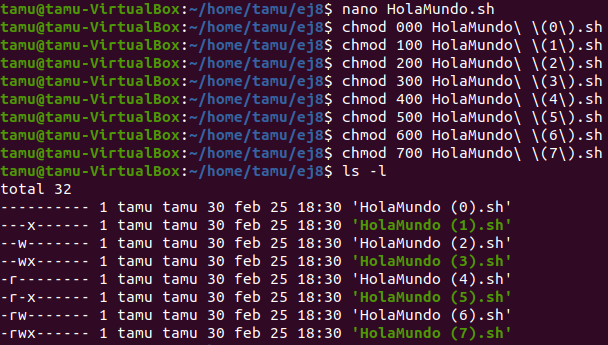 tamu@tamu-VirtualBox:~/home/tamu/ej8$ nano HolaMundo.sh
tamu@tamu-VirtualBox:~/home/tamu/ej8$ chmod 000 HolaMundo\ \(0\).sh
tamu@tamu-VirtualBox:~/home/tamu/ej8$ chmod 100 HolaMundo\ \(1\).sh
tamu@tamu-VirtualBox:~/home/tamu/ej8$ chmod 200 HolaMundo\ \(2\).sh
tamu@tamu-VirtualBox:~/home/tamu/ej8$ chmod 300 HolaMundo\ \(3\).sh
tamu@tamu-VirtualBox:~/home/tamu/ej8$ chmod 400 HolaMundo\ \(4\).sh
tamu@tamu-VirtualBox:~/home/tamu/ej8$ chmod 500 HolaMundo\ \(5\).sh
tamu@tamu-VirtualBox:~/home/tamu/ej8$ chmod 600 HolaMundo\ \(6\).sh
tamu@tamu-VirtualBox:~/home/tamu/ej8$ chmod 700 HolaMundo\ \(7\).sh
tamu@tamu-VirtualBox:~/home/tamu/ej8$ ls -l
total 32
---------- 1 tamu tamu 30 feb 25 18:30 'HolaMundo (0).sh'
---x------ 1 tamu tamu 30 feb 25 18:30 'HolaMundo (1).sh'
--w------- 1 tamu tamu 30 feb 25 18:30 'HolaMundo (2).sh'
--wx------ 1 tamu tamu 30 feb 25 18:30 'HolaMundo (3).sh'
-r-------- 1 tamu tamu 30 feb 25 18:30 'HolaMundo (4).sh'
-r-x------ 1 tamu tamu 30 feb 25 18:30 'HolaMundo (5).sh'
-rw------- 1 tamu tamu 30 feb 25 18:30 'HolaMundo (6).sh'
-rwx------ 1 tamu tamu 30 feb 25 18:30 'HolaMundo (7).sh'